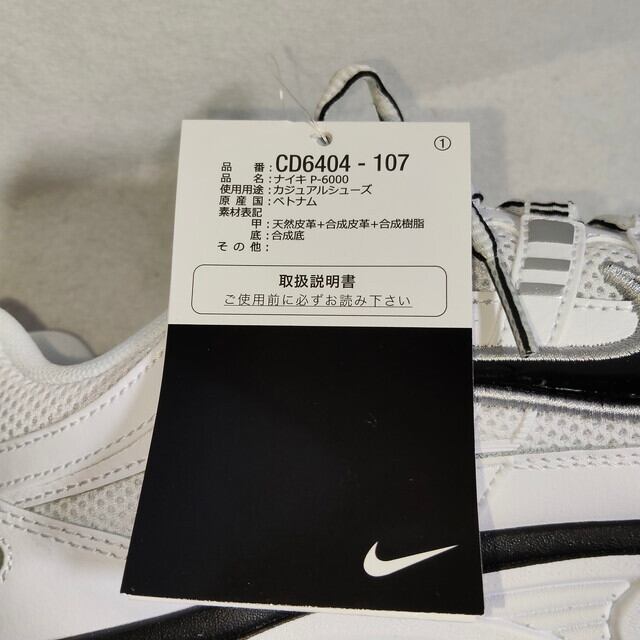 ①
品 番 : CD6404 - 107
品 名 : ナイキ P-6000
使用用途 : カジュアルシューズ
原 産 国 : ベトナム
素材表記
甲 : 天然皮革+合成皮革+合成樹脂
底 : 合成底
そ の 他 :
取扱説明書
ご使用前に必ずお読み下さい